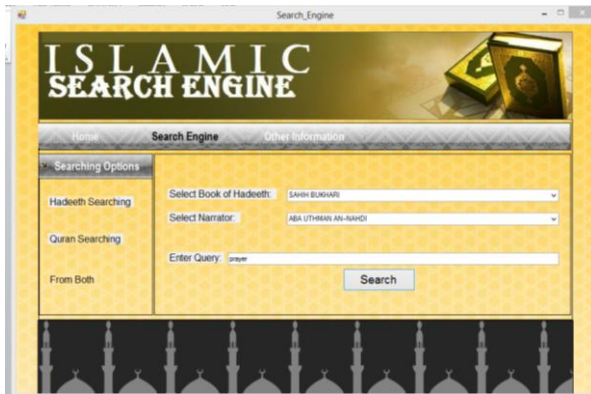 Search_Engine
ISLAMIC
SEARCH ENGINE
Home Search Engine Other Information
Searching Options
Hadeeth Searching
Quran Searching
From Both
Select Book of Hadeeth: SAHIH BUKHARI
Select Narrator: ABA UTHMAN AN-NAHDI
Enter Query: prayer
Search